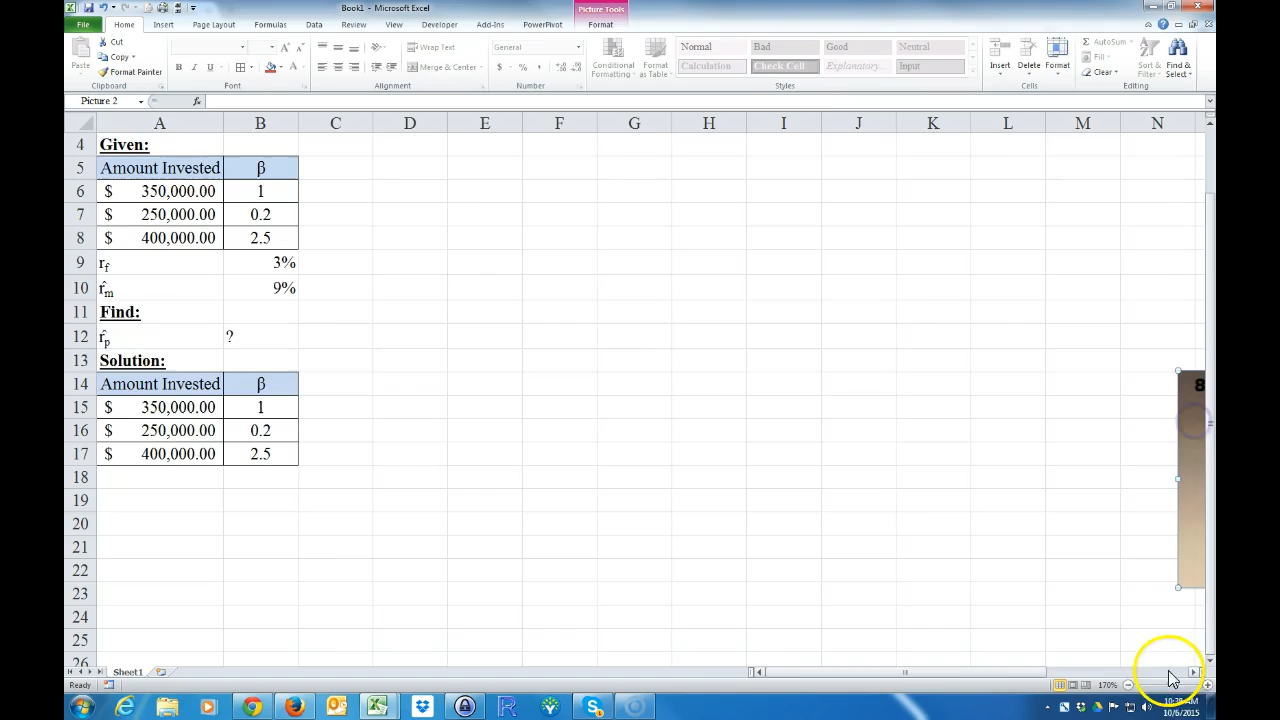 Book1 - Microsoft Excel
Picture Tools
File Home Insert Page Layout Formulas Data Review View Developer Add-Ins PowerPivot Format
Paste
Cut
Copy
Format Painter
Clipboard
B I U
Font
Wrap Text
Merge & Center
Alignment
General
$ % ,
Number
Conditional Formatting
Format as Table
Normal Bad Good Neutral
Calculation Check Cell Explanatory... Input
Styles
Insert Delete Format
Cells
AutoSum
Fill
Clear
Sort & Filter
Find & Select
Editing
Picture 2 fx
A B C D E F G H I J K L M N
4 Given:
5 Amount Invested β
6 $ 350,000.00 1
7 $ 250,000.00 0.2
8 $ 400,000.00 2.5
9 rf 3%
10 r̂m 9%
11 Find:
12 r̂p ?
13 Solution:
14 Amount Invested β
15 $ 350,000.00 1
16 $ 250,000.00 0.2
17 $ 400,000.00 2.5
18
19
20
21
22
23
24
25
26
8
Sheet1
Ready 170%
10/6/2015